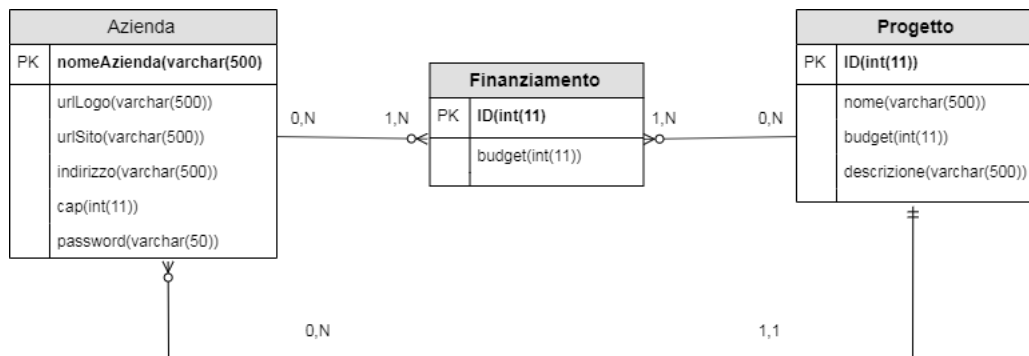 Azienda
PK nomeAzienda(varchar(500)
urlLogo(varchar(500))
urlSito(varchar(500))
indirizzo(varchar(500))
cap(int(11))
password(varchar(50))
0,N
1,N
Finanziamento
PK ID(int(11)
budget(int(11))
1,N
0,N
Progetto
PK ID(int(11))
nome(varchar(500))
budget(int(11))
descrizione(varchar(500))
0,N
1,1